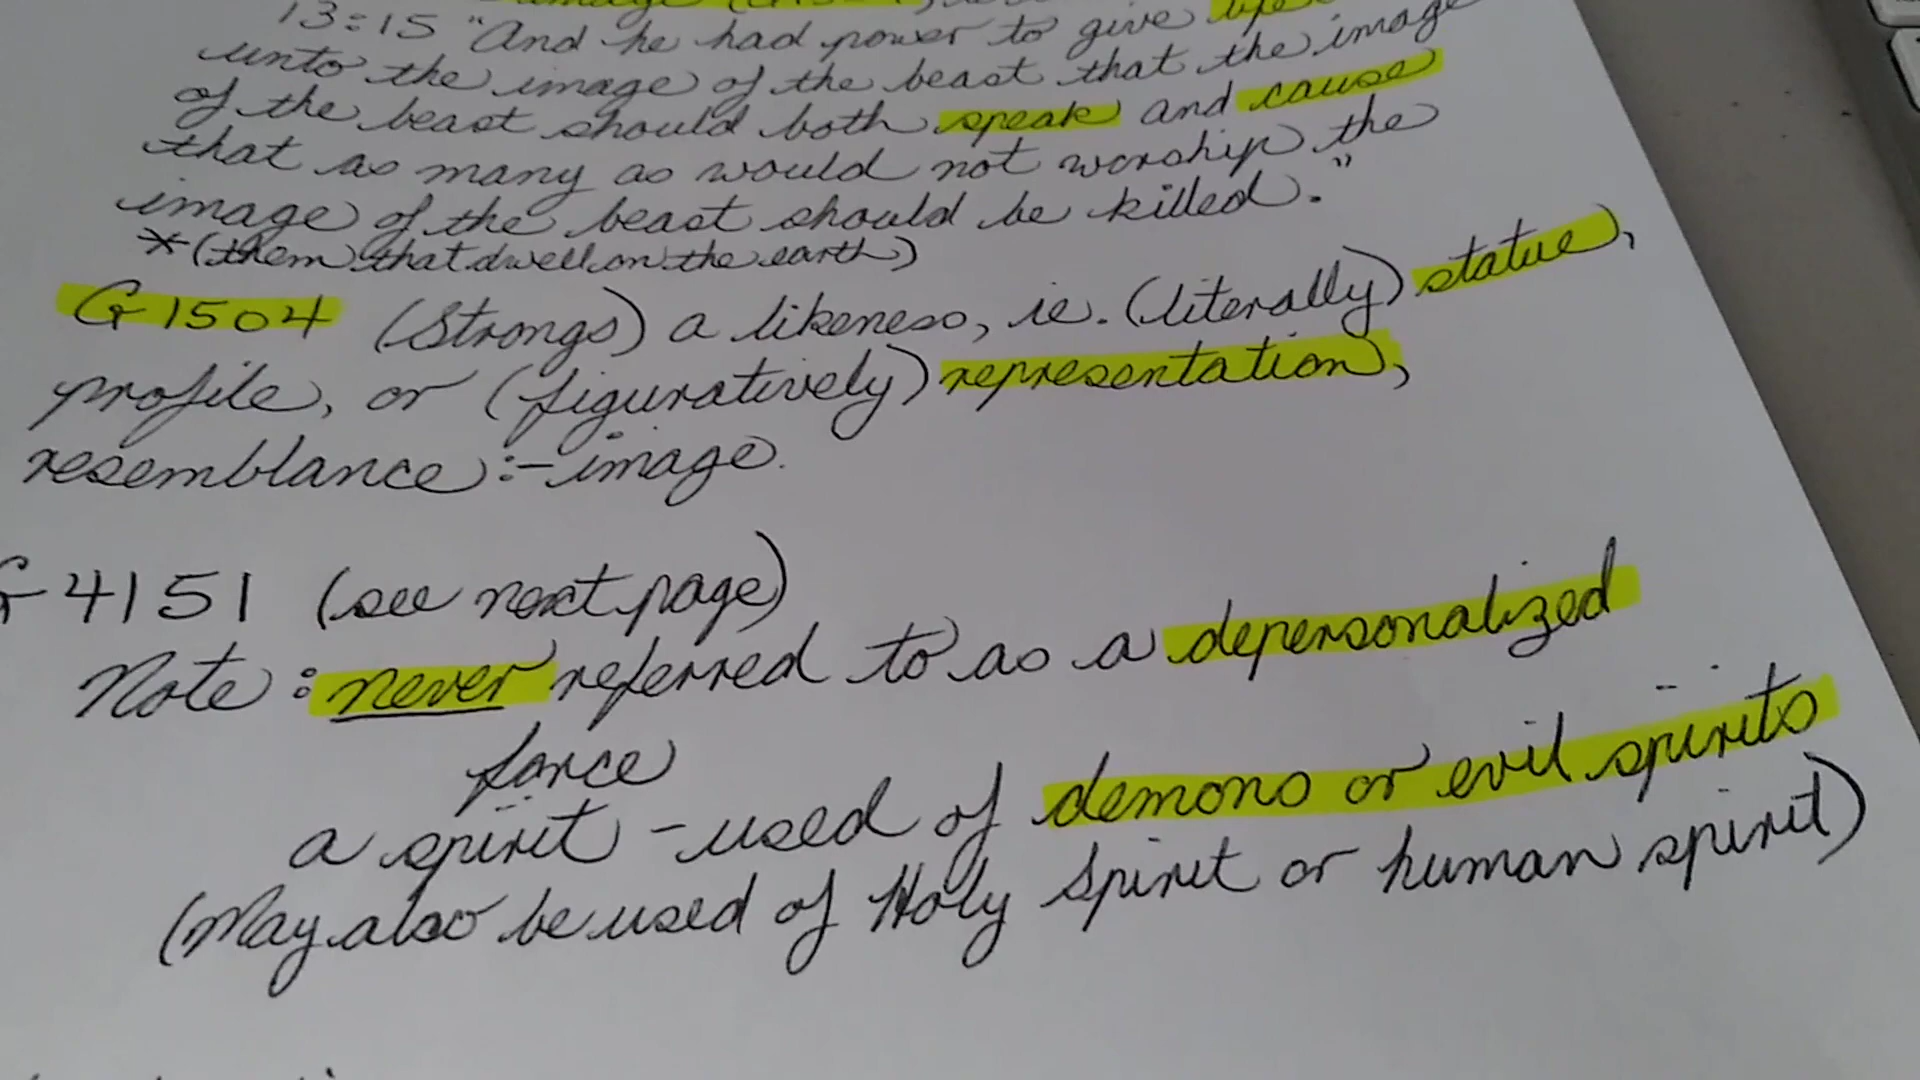 image
13:15 "And he had power to give life
unto the image of the beast that the image
of the beast should both speak and cause
that as many as would not worship the
image of the beast should be killed."
*(them that dwell on the earth)
G1504 (Strongs) a likeness, ie. (literally) statue,
profile, or (figuratively) representation,
resemblance :- image.
G4151 (see next page)
Note: never referred to as a depersonalized
force
a spirit - used of demons or evil spirits
(May also be used of Holy Spirit or human spirit)